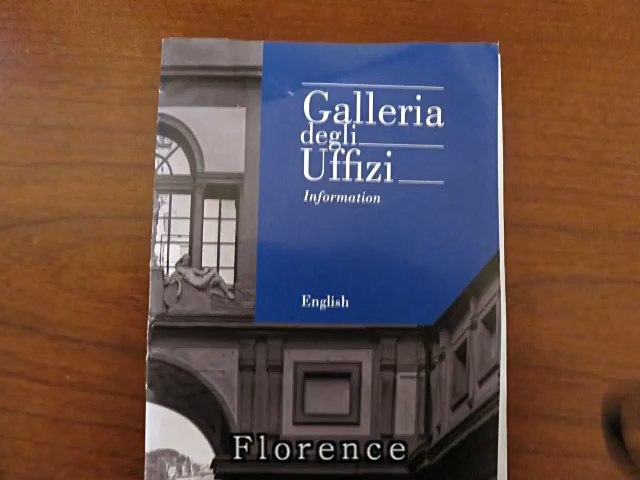 Galleria
degli
Uffizi
Information
English
Florence